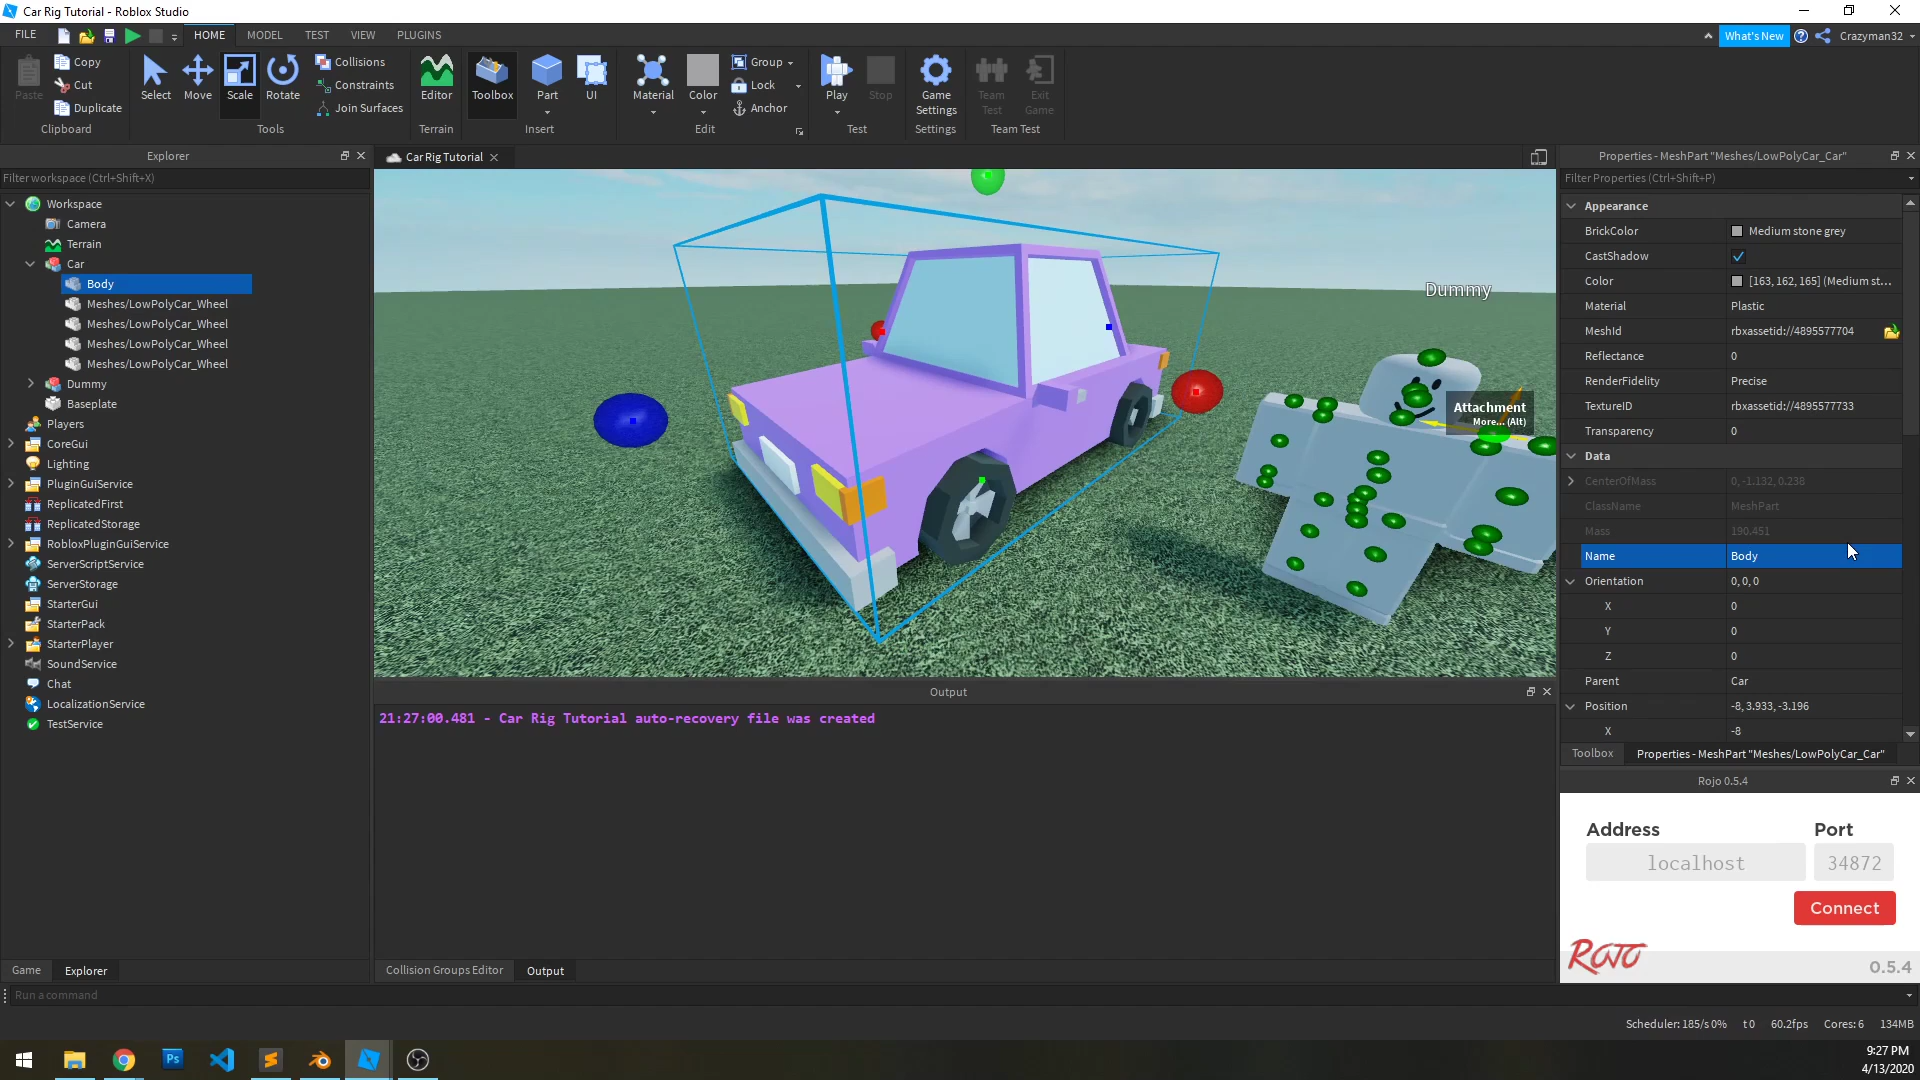 Car Rig Tutorial - Roblox Studio
FILE HOME MODEL TEST VIEW PLUGINS What's New Crazyman32
Paste Copy Cut Duplicate Clipboard
Select Move Scale Rotate Collisions Constraints Join Surfaces Tools
Editor Terrain
Toolbox Part UI Insert
Material Color Group Lock Anchor Edit
Play Stop Test
Game Settings Settings
Team Test Exit Game Team Test
Explorer
Filter workspace (Ctrl+Shift+X)
Workspace
Camera
Terrain
Car
Body
Meshes/LowPolyCar_Wheel
Meshes/LowPolyCar_Wheel
Meshes/LowPolyCar_Wheel
Meshes/LowPolyCar_Wheel
Dummy
Baseplate
Players
CoreGui
Lighting
PluginGuiService
ReplicatedFirst
ReplicatedStorage
RobloxPluginGuiService
ServerScriptService
ServerStorage
StarterGui
StarterPack
StarterPlayer
SoundService
Chat
LocalizationService
TestService
Game Explorer
Car Rig Tutorial
Dummy
Attachment
More... (Alt)
Output
21:27:00.481 - Car Rig Tutorial auto-recovery file was created
Collision Groups Editor Output
Properties - MeshPart "Meshes/LowPolyCar_Car"
Filter Properties (Ctrl+Shift+P)
Appearance
BrickColor Medium stone grey
CastShadow
Color [163, 162, 165] (Medium st...
Material Plastic
MeshId rbxassetid://4895577704
Reflectance 0
RenderFidelity Precise
TextureID rbxassetid://4895577733
Transparency 0
Data
CenterOfMass 0, -1.132, 0.238
ClassName MeshPart
Mass 190.451
Name Body
Orientation 0, 0, 0
X 0
Y 0
Z 0
Parent Car
Position -8, 3.933, -3.196
X -8
Toolbox Properties - MeshPart "Meshes/LowPolyCar_Car"
Rojo 0.5.4
Address Port
localhost 34872
Connect
ROJO 0.5.4
Run a command
Scheduler: 185/s 0% t 0 60.2fps Cores: 6 134MB
Ps
9:27 PM
4/13/2020